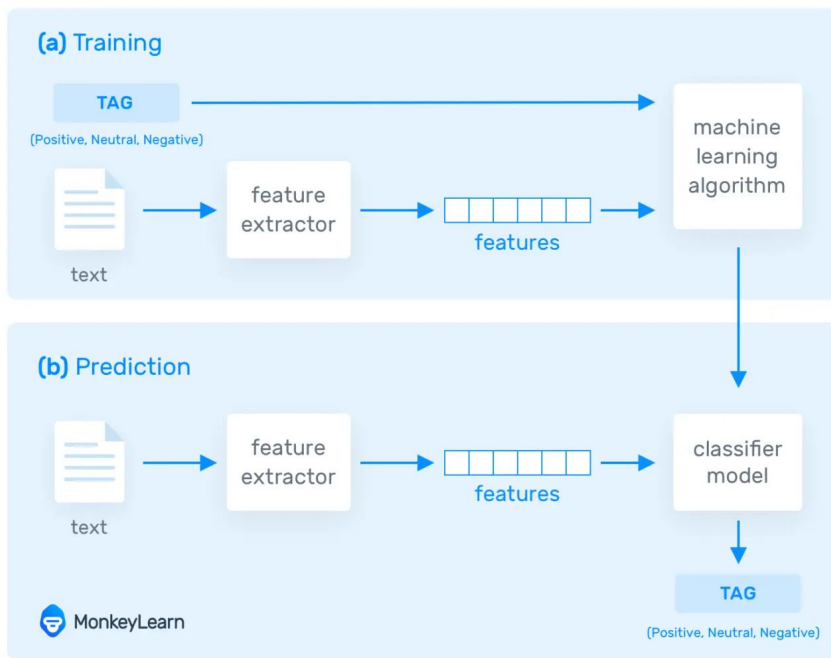 (a) Training
TAG
(Positive, Neutral, Negative)
machine
learning
algorithm
feature
extractor
features
text
(b) Prediction
feature
extractor
features
text
classifier
model
TAG
(Positive, Neutral, Negative)
MonkeyLearn